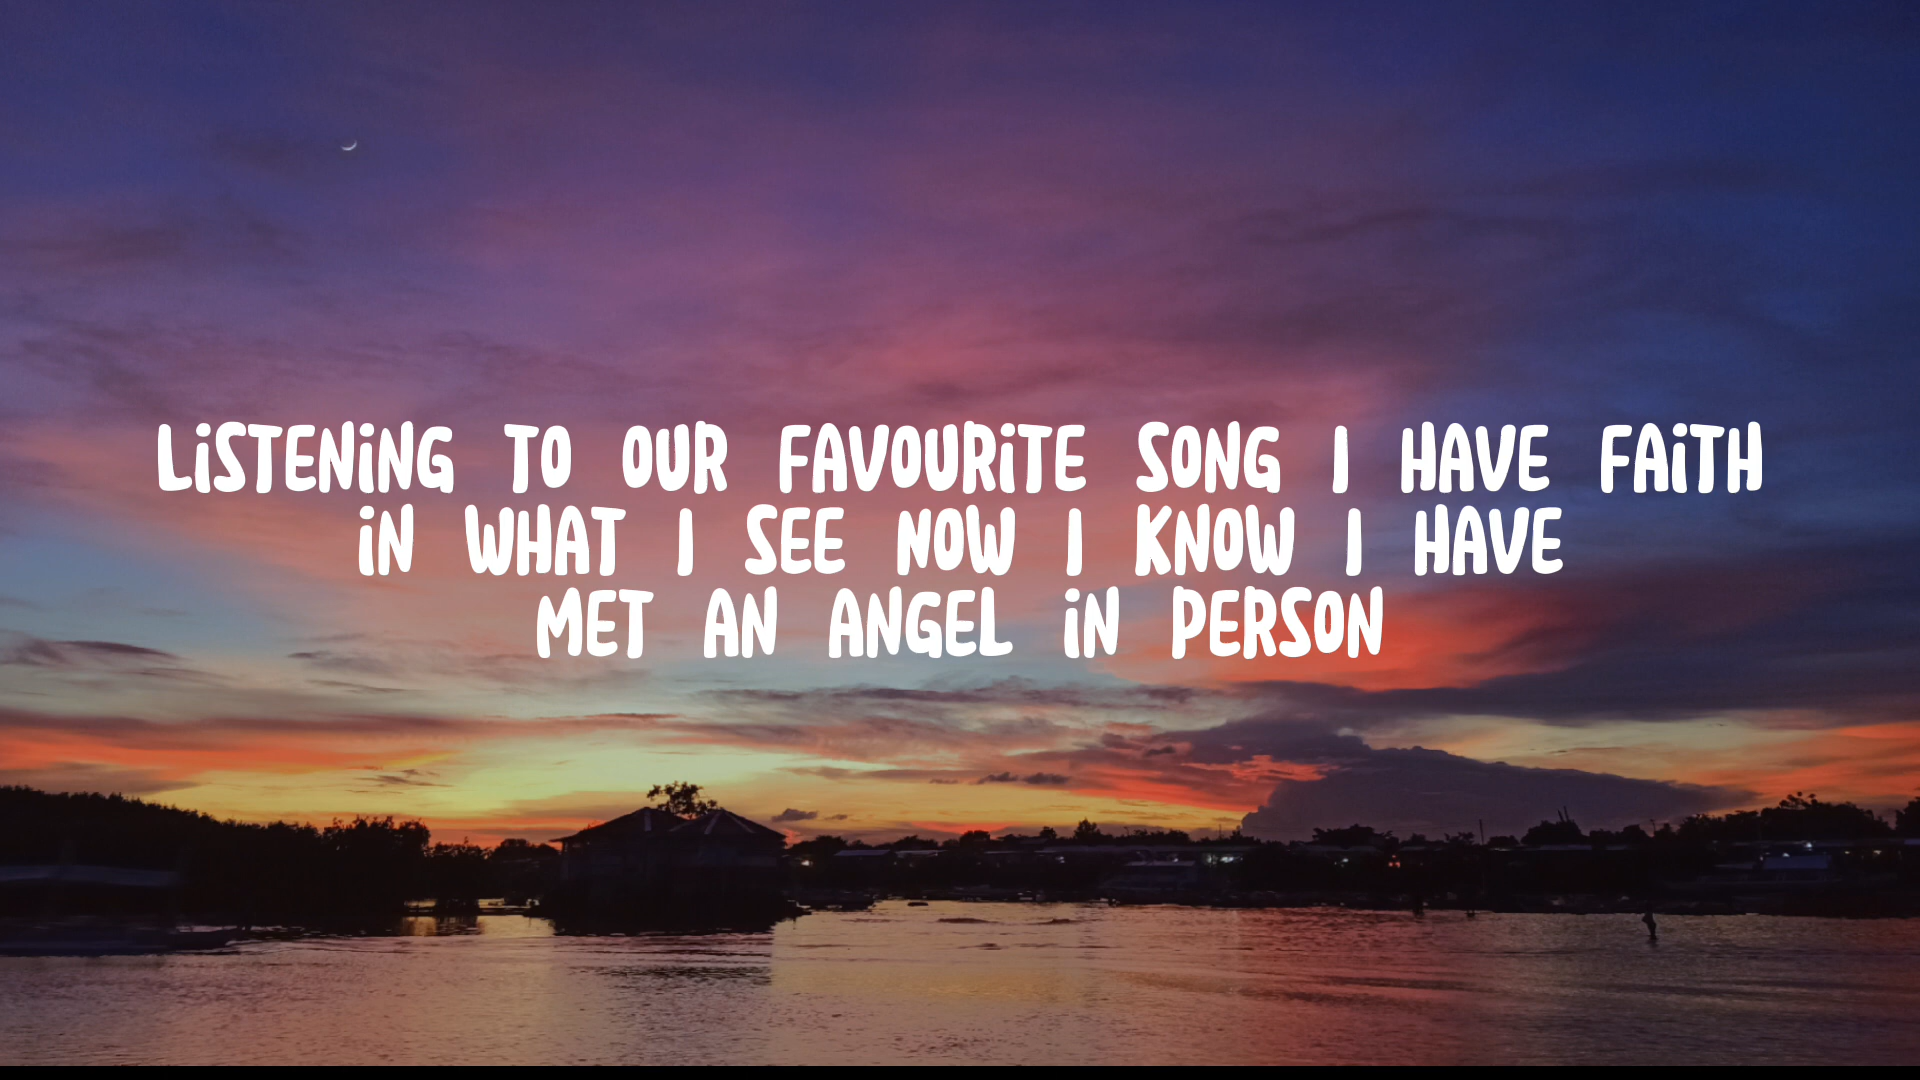 LiSTENiNG TO OUR FAVOURiTE SONG I HAVE FAiTH
iN WHAT I SEE NOW I KNOW I HAVE
MET AN ANGEL iN PERSON